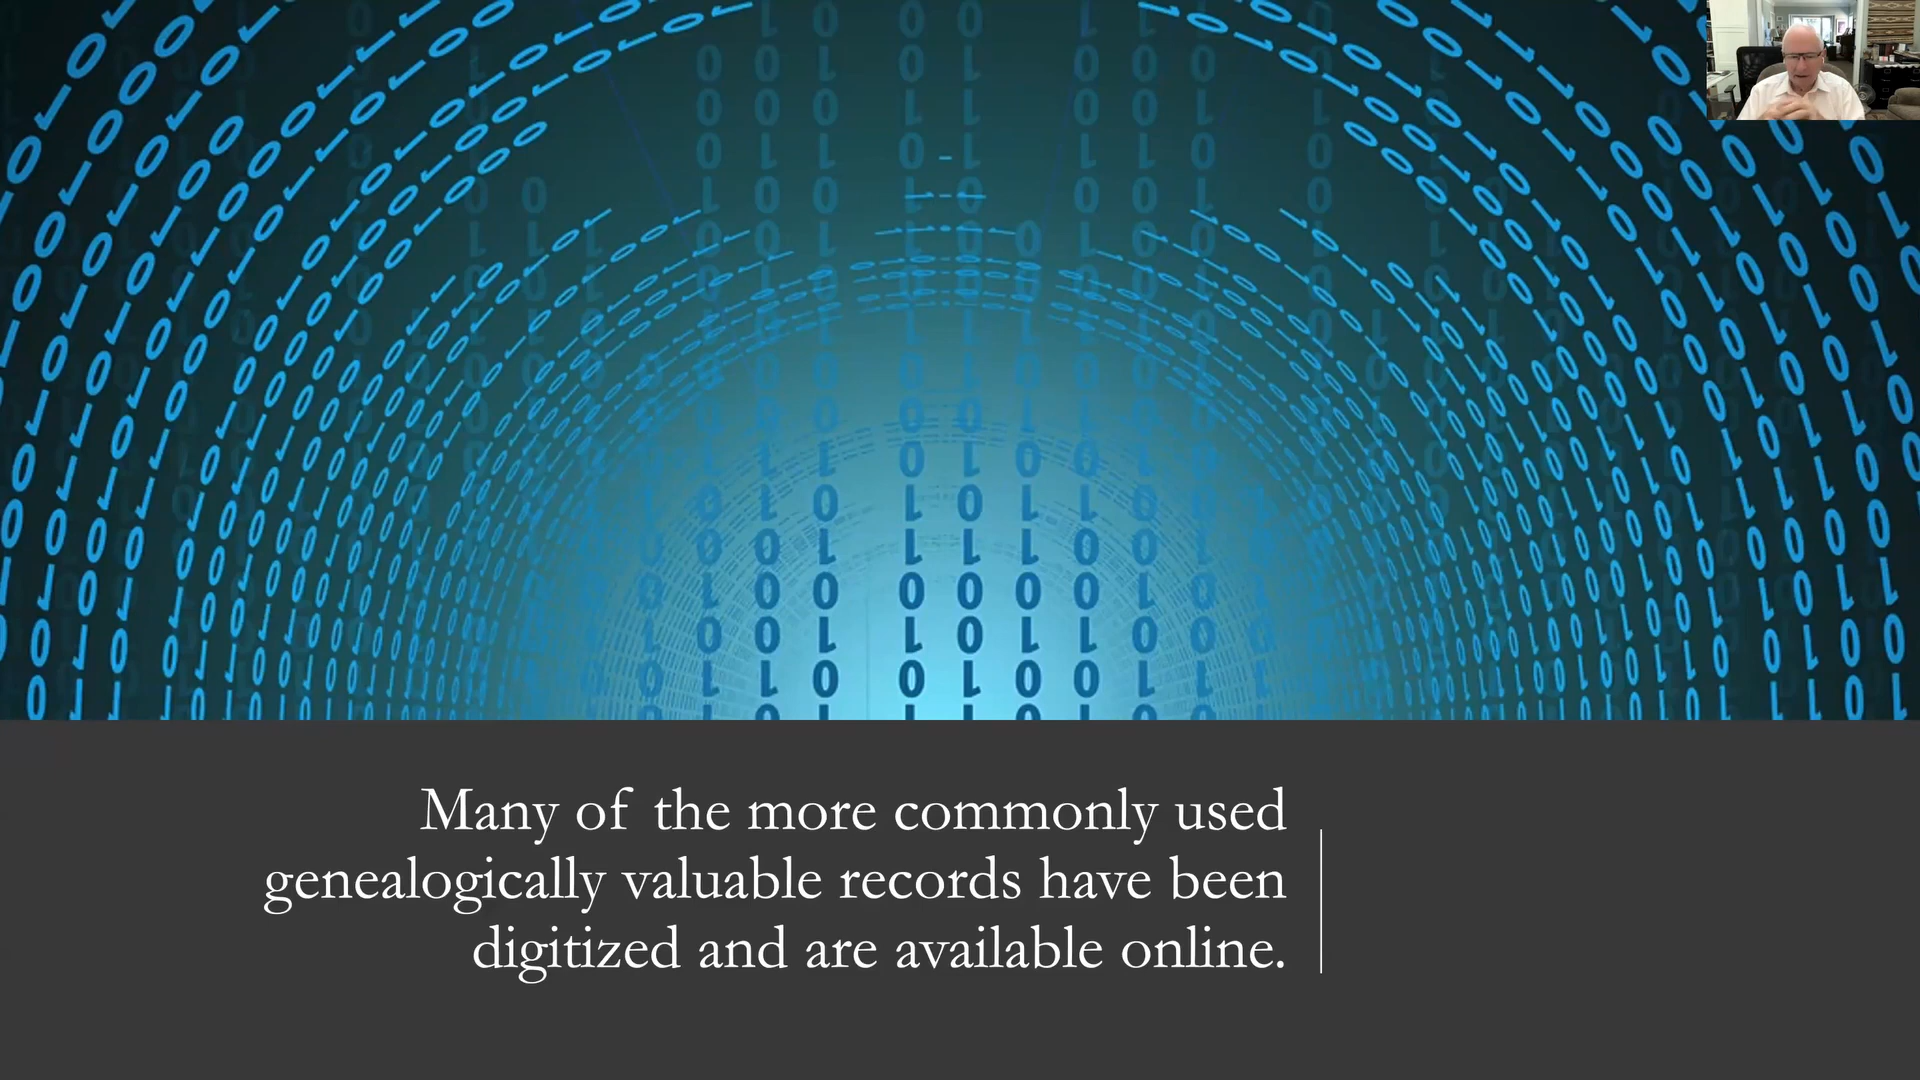 Many of the more commonly used
genealogically valuable records have been
digitized and are available online.